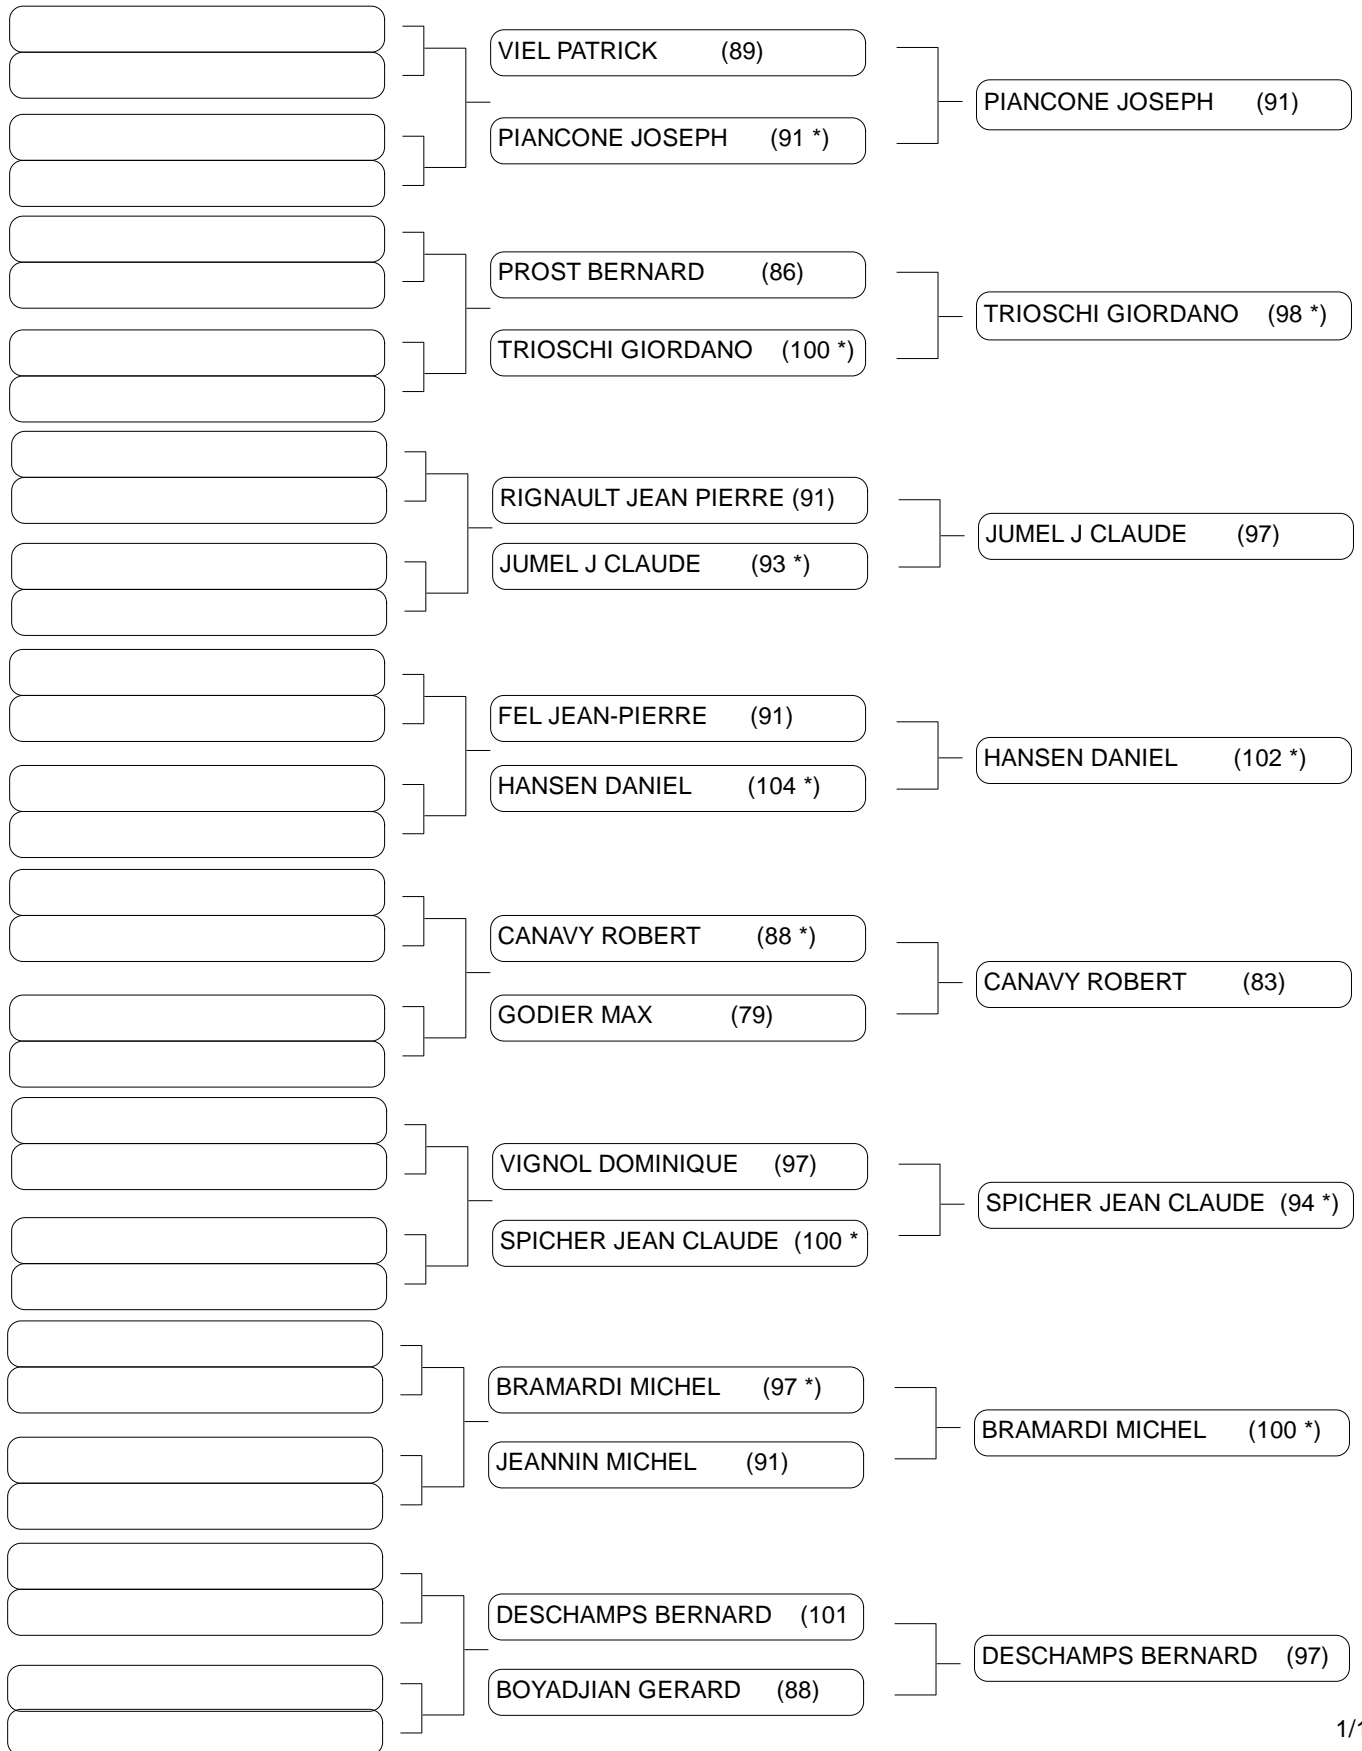 VIEL PATRICK (89)
PIANCONE JOSEPH (91 *)
PIANCONE JOSEPH (91)
PROST BERNARD (86)
TRIOSCHI GIORDANO (100 *)
TRIOSCHI GIORDANO (98 *)
RIGNAULT JEAN PIERRE (91)
JUMEL J CLAUDE (93 *)
JUMEL J CLAUDE (97)
FEL JEAN-PIERRE (91)
HANSEN DANIEL (104 *)
HANSEN DANIEL (102 *)
CANAVY ROBERT (88 *)
GODIER MAX (79)
CANAVY ROBERT (83)
VIGNOL DOMINIQUE (97)
SPICHER JEAN CLAUDE (100 *
SPICHER JEAN CLAUDE (94 *)
BRAMARDI MICHEL (97 *)
JEANNIN MICHEL (91)
BRAMARDI MICHEL (100 *)
DESCHAMPS BERNARD (101
BOYADJIAN GERARD (88)
DESCHAMPS BERNARD (97)
1/1